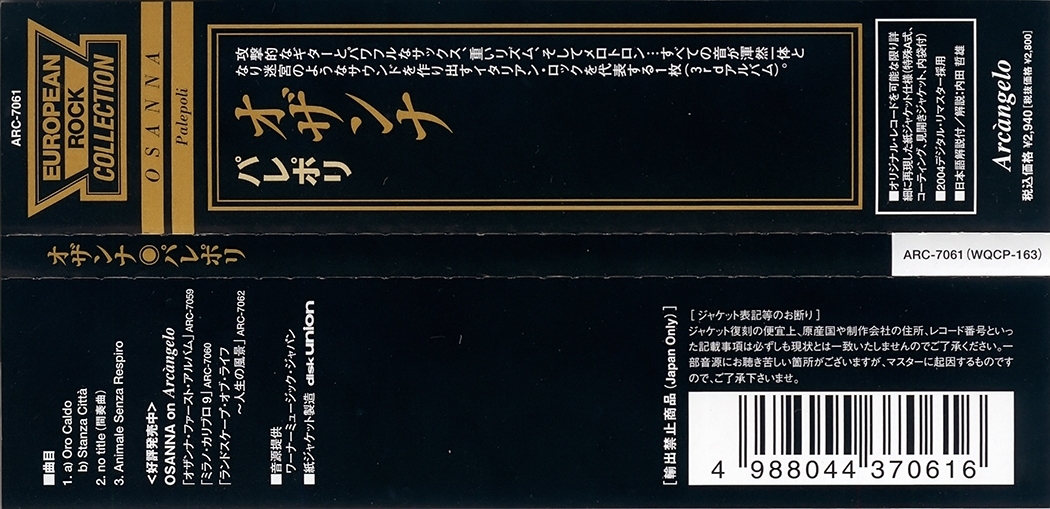 ARC-7061
EUROPEAN
ROCK
COLLECTION
OSANNA
Palepoli
攻撃的なギターとパワフルなサックス、重いリズム、そしてメロトロン…すべての音が渾然一体と
なり迷宮のようなサウンドを作り出すイタリアン・ロックを代表する一枚(3rdアルバム)。
オザンナ
パレポリ
■オリジナル・レコードを可能な限り詳
細に再現した紙ジャケット仕様(特殊A式、
コーティング、見開きジャケット、内袋付)
■2004デジタル・リマスター採用
■日本語解説付/解説:内田 哲雄
Arcàngelo
税込価格 ¥2,940[税抜価格 ¥2,800]
オザンナ◉パレポリ
ARC-7061(WQCP-163)
■曲目
1. a) Oro Caldo
b) Stanza Città
2. no title(間奏曲)
3. Animale Senza Respiro
<好評発売中>
OSANNA on Arcàngelo
「オザンナ・ファースト・アルバム」ARC-7059
「ミラノ・カリブロ 9」ARC-7060
「ランドスケープ・オブ・ライフ
～人生の風景」ARC-7062
■音源提供
ワーナーミュージック・ジャパン
■紙ジャケット製造 diskunion
[輸出禁止商品(Japan Only)]
[ジャケット表記等のお断り]
ジャケット復刻の便宜上、原産国や制作会社の住所、レコード番号といっ
た記載事項は必ずしも現状とは一致いたしませんのでご了承ください。一
部音源にお聴き苦しい箇所がございますが、マスターに起因するものです
ので、ご了承下さいませ。
4 988044 370616